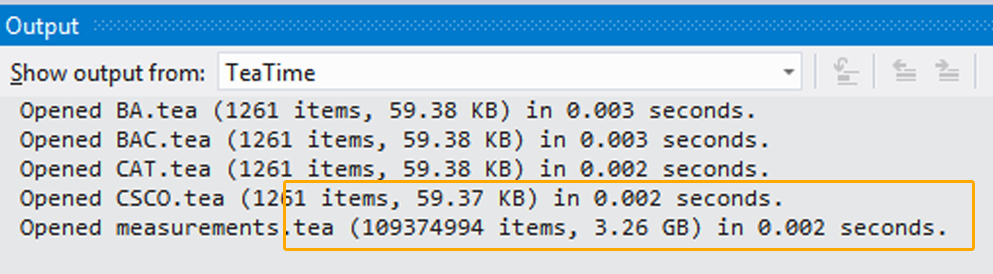 Output
Show output from: TeaTime
Opened BA.tea (1261 items, 59.38 KB) in 0.003 seconds.
Opened BAC.tea (1261 items, 59.38 KB) in 0.003 seconds.
Opened CAT.tea (1261 items, 59.38 KB) in 0.002 seconds.
Opened CSCO.tea (1261 items, 59.37 KB) in 0.002 seconds.
Opened measurements.tea (109374994 items, 3.26 GB) in 0.002 seconds.